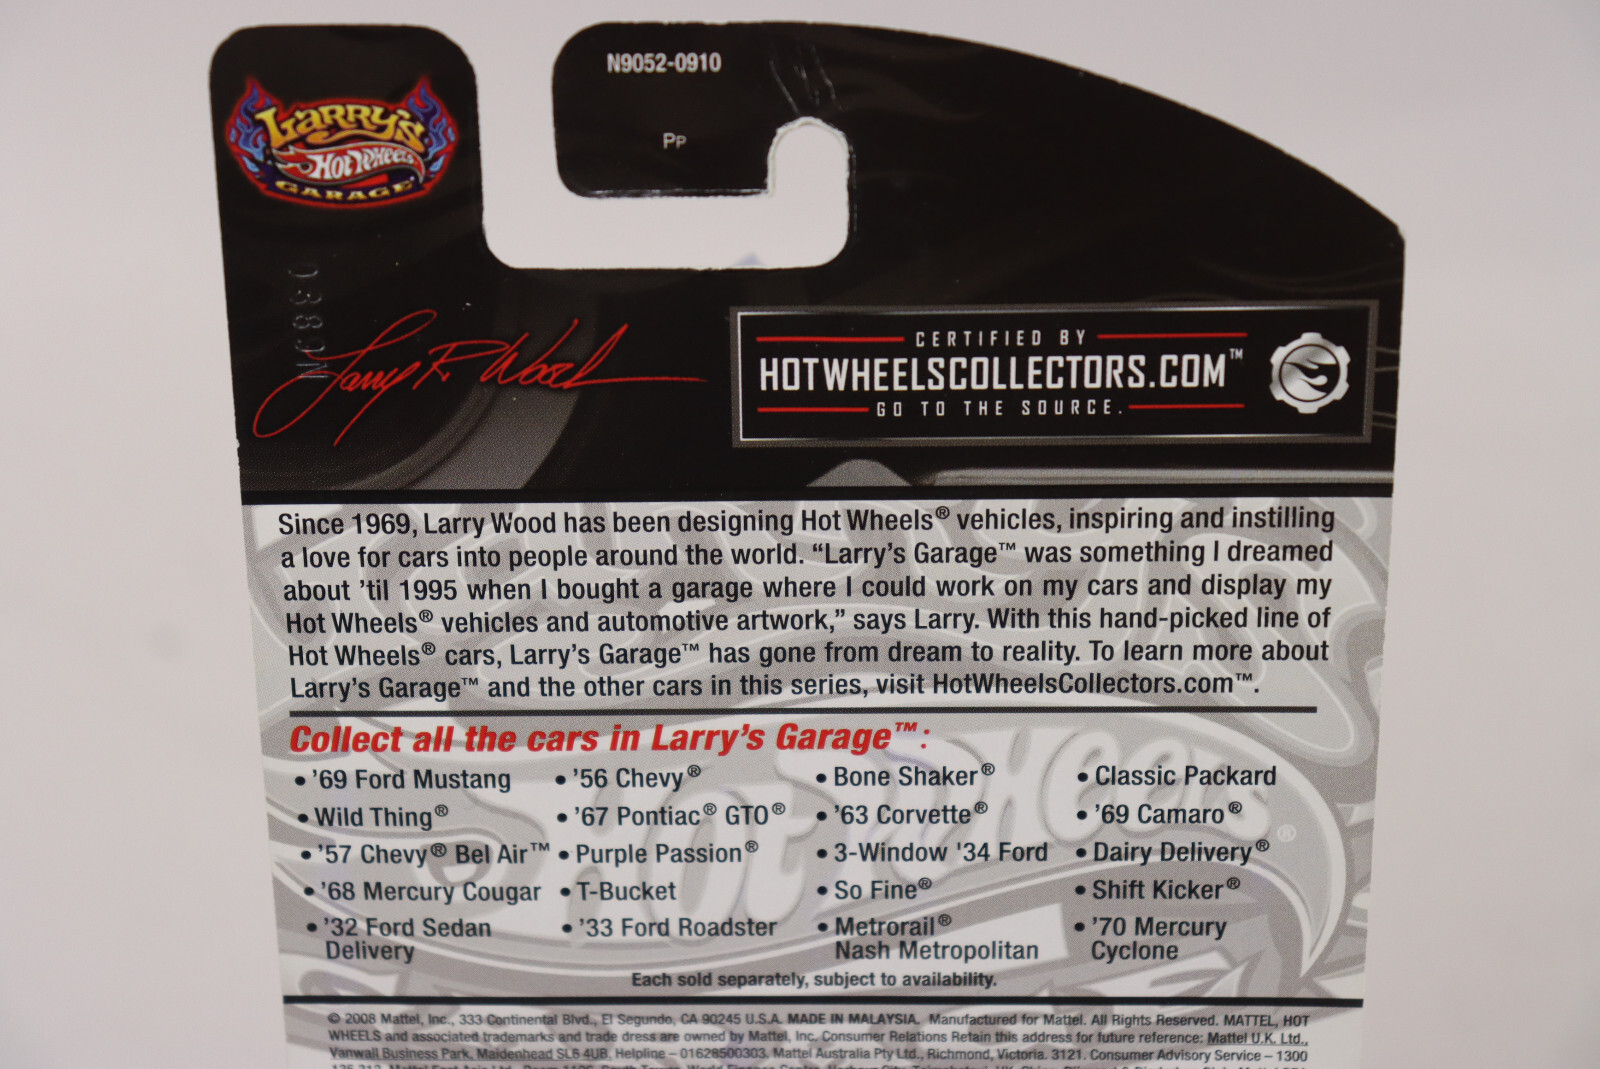 N9052-0910
PP
LARRY'S
HOT WHEELS
GARAGE
Larry R. Wood
CERTIFIED BY
HOTWHEELSCOLLECTORS.COM™
GO TO THE SOURCE.
Since 1969, Larry Wood has been designing Hot Wheels® vehicles, inspiring and instilling
a love for cars into people around the world. “Larry’s Garage™ was something I dreamed
about ’til 1995 when I bought a garage where I could work on my cars and display my
Hot Wheels® vehicles and automotive artwork,” says Larry. With this hand-picked line of
Hot Wheels® cars, Larry’s Garage™ has gone from dream to reality. To learn more about
Larry’s Garage™ and the other cars in this series, visit HotWheelsCollectors.com™.
Collect all the cars in Larry’s Garage™:
• ’69 Ford Mustang • ’56 Chevy® • Bone Shaker® • Classic Packard
• Wild Thing® • ’67 Pontiac® GTO® • ’63 Corvette® • ’69 Camaro®
• ’57 Chevy® Bel Air™ • Purple Passion® • 3-Window '34 Ford • Dairy Delivery®
• ’68 Mercury Cougar • T-Bucket • So Fine® • Shift Kicker®
• ’32 Ford Sedan • ’33 Ford Roadster • Metrorail® • ’70 Mercury
Delivery Nash Metropolitan Cyclone
Each sold separately, subject to availability.
© 2008 Mattel, Inc., 333 Continental Blvd., El Segundo, CA 90245 U.S.A. MADE IN MALAYSIA. Manufactured for Mattel. All Rights Reserved. MATTEL, HOT
WHEELS and associated trademarks and trade dress are owned by Mattel, Inc. Consumer Relations Retain this address for future reference: Mattel U.K. Ltd.,
Vanwall Business Park, Maidenhead SL6 4UB. Helpline – 01628500303. Mattel Australia Pty Ltd., Richmond, Victoria. 3121. Consumer Advisory Service – 1300